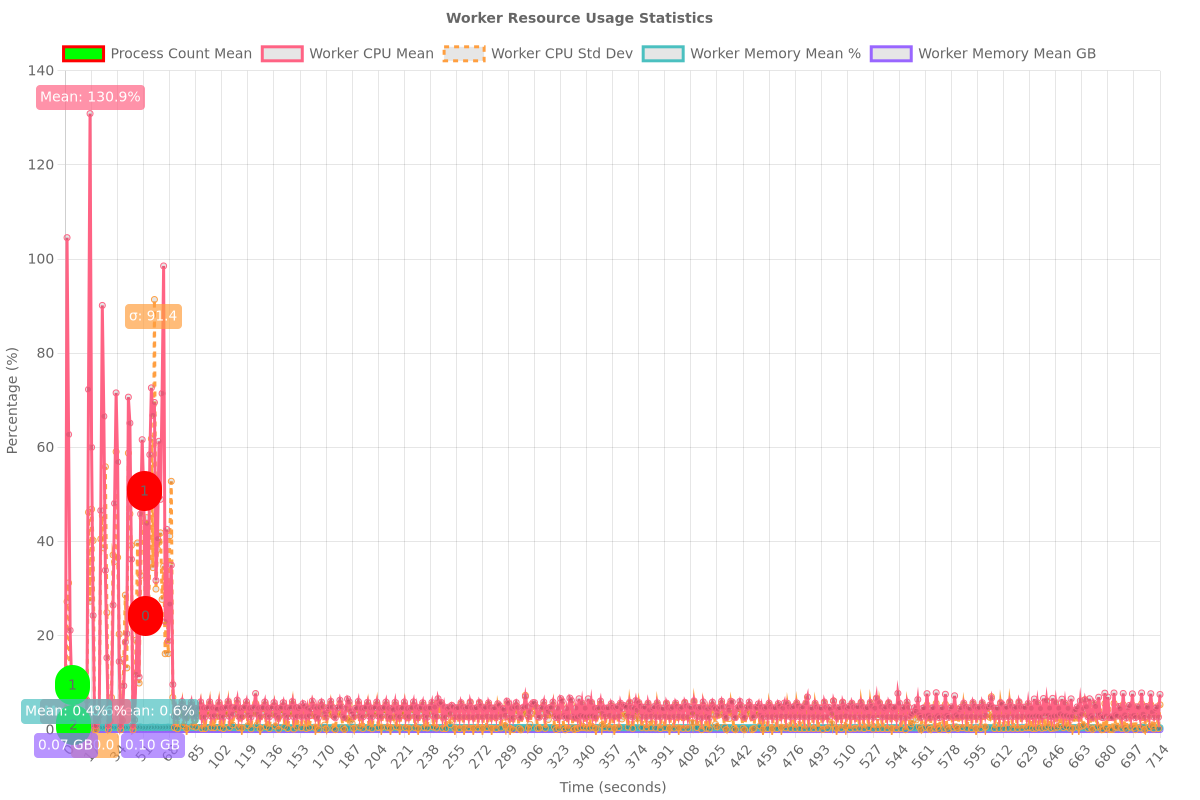 Worker Resource Usage Statistics
Process Count Mean Worker CPU Mean Worker CPU Std Dev Worker Memory Mean % Worker Memory Mean GB
140
Mean: 130.9%
120
100
σ: 91.4
80
60
1
40
0
20
1
2
Mean: 0.4% % an: 0.6%
0
0.07 GB 0.0 0.10 GB
85 102 119 136 153 170 187 204 221 238 255 272 289 306 323 340 357 374 391 408 425 442 459 476 493 510 527 544 561 578 595 612 629 646 663 680 697 714
Percentage (%)
Time (seconds)